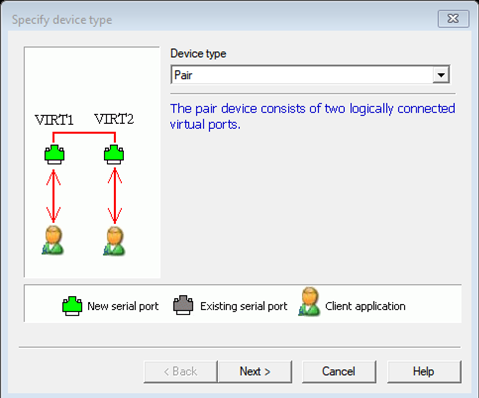 Specify device type
Device type
Pair
The pair device consists of two logically connected
virtual ports.
VIRT1 VIRT2
New serial port Existing serial port Client application
< Back Next > Cancel Help